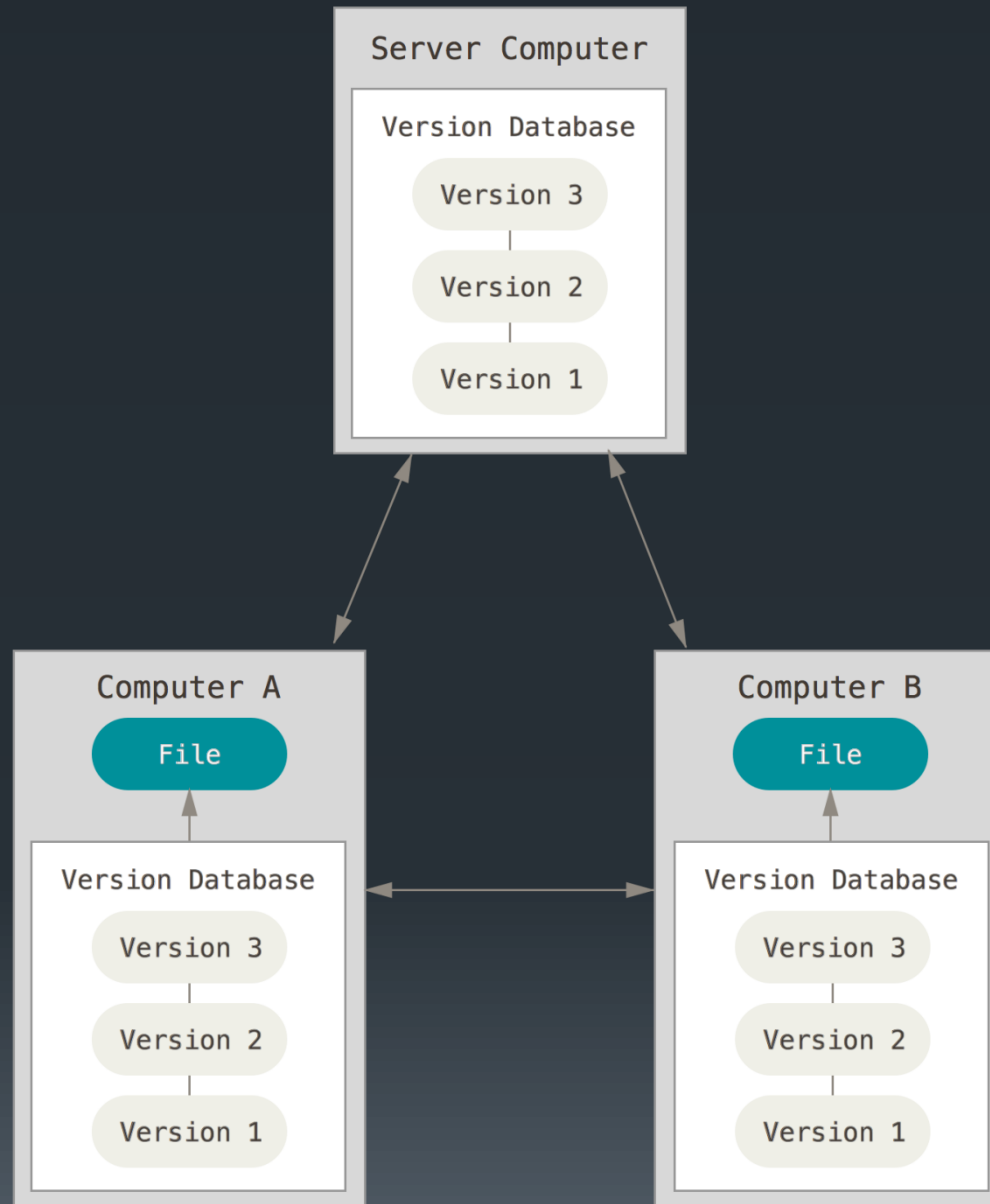 Server Computer
Version Database
Version 3
Version 2
Version 1
Computer A
File
Version Database
Version 3
Version 2
Version 1
Computer B
File
Version Database
Version 3
Version 2
Version 1